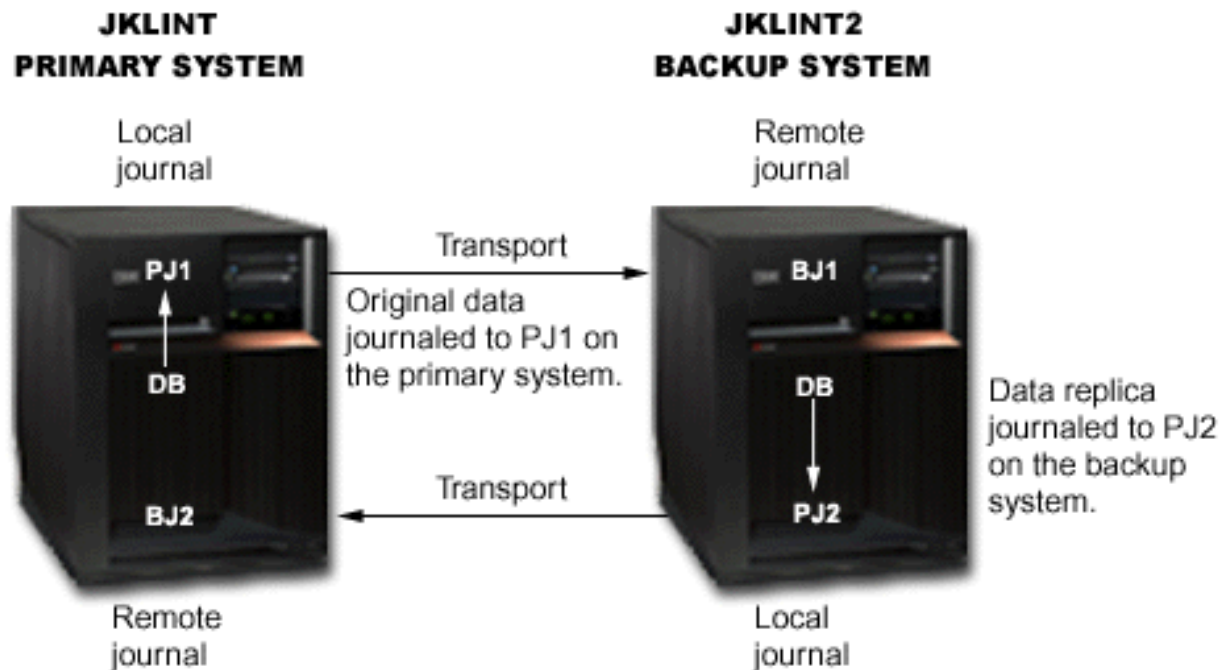 JKLINT
PRIMARY SYSTEM
JKLINT2
BACKUP SYSTEM
Local
journal
Remote
journal
PJ1
DB
BJ2
Transport
Original data
journaled to PJ1 on
the primary system.
Transport
BJ1
DB
PJ2
Data replica
journaled to PJ2
on the backup
system.
Remote
journal
Local
journal